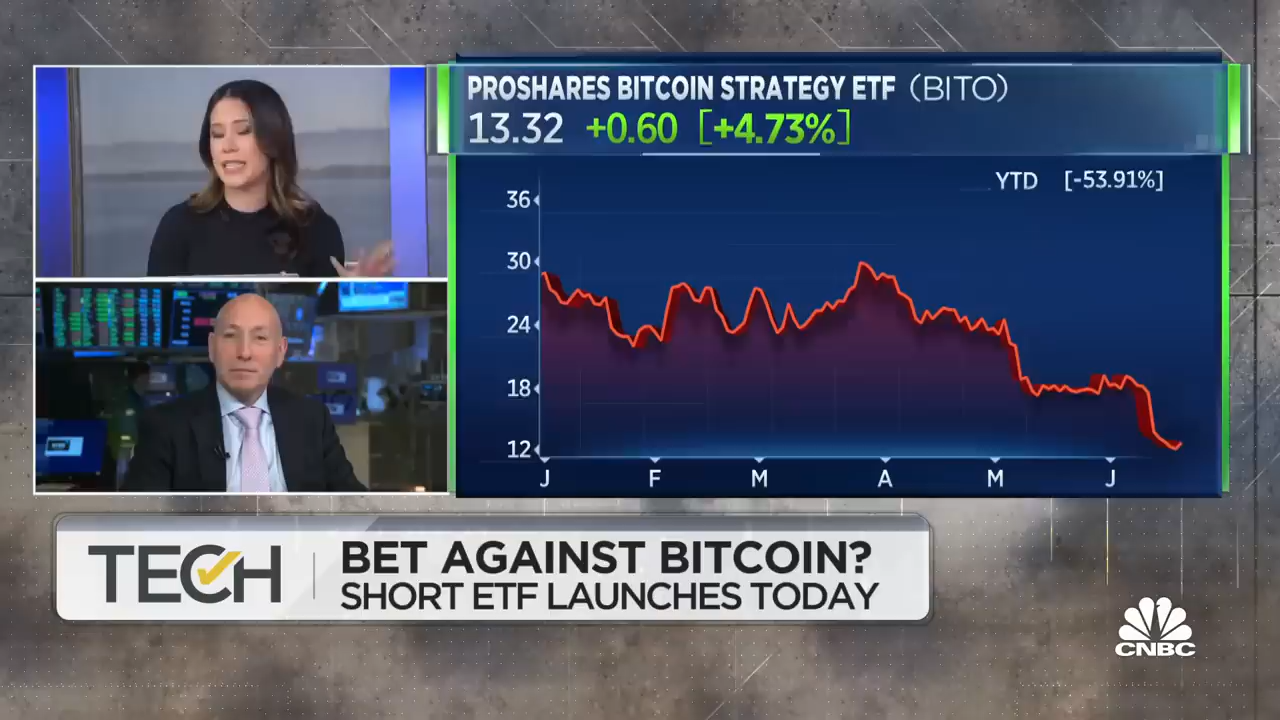 PROSHARES BITCOIN STRATEGY ETF (BITO)
13.32 +0.60 [+4.73%]
YTD [-53.91%]
36
30
24
18
12
J F M A M J
TECH
BET AGAINST BITCOIN?
SHORT ETF LAUNCHES TODAY
CNBC